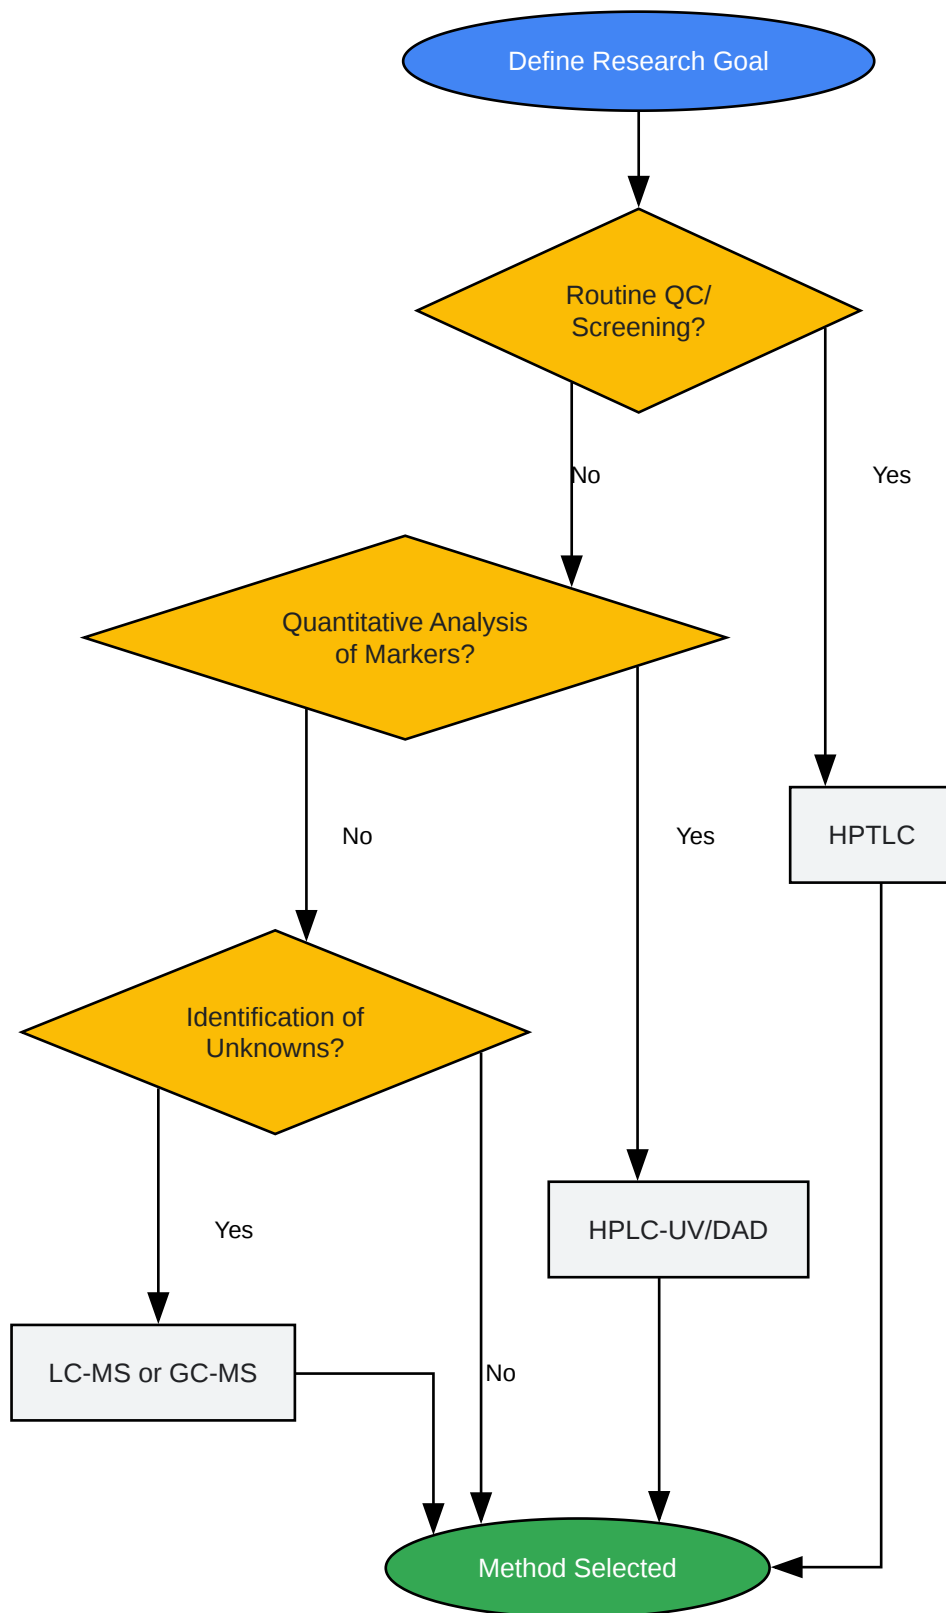 Define Research Goal
Routine QC/
Screening?
No
Yes
Quantitative Analysis
of Markers?
No
Yes
HPTLC
Identification of
Unknowns?
Yes
HPLC-UV/DAD
LC-MS or GC-MS
No
Method Selected